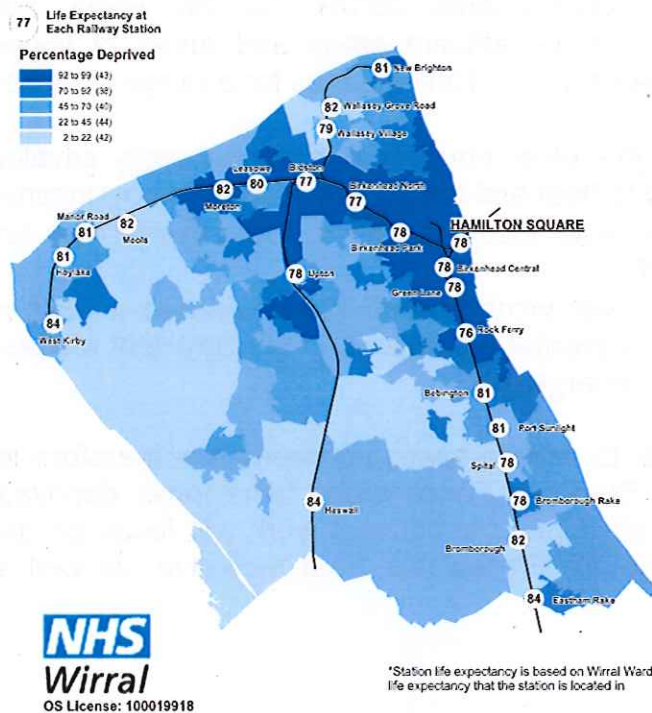 77 Life Expectancy at
Each Railway Station
Percentage Deprived
92 to 99 (43)
70 to 92 (38)
45 to 70 (40)
22 to 45 (44)
2 to 22 (42)
81 New Brighton
82 Wallasey Grove Road
79 Wallasey Village
Leasowe
Bidston
82 80 77
Moreton
Birkenhead North
77
Manor Road
82
81
Meols
Birkenhead Park
78
HAMILTON SQUARE
78
81
Hoylake
78 Birkenhead Central
78 Upton
Green Lane 78
84
West Kirby
76 Rock Ferry
Bebington 81
81 Port Sunlight
Spital 78
84 Heswall
78 Bromborough Rake
Bromborough 82
84 Eastham Rake
NHS
Wirral
OS License: 100019918
*Station life expectancy is based on Wirral Ward
life expectancy that the station is located in